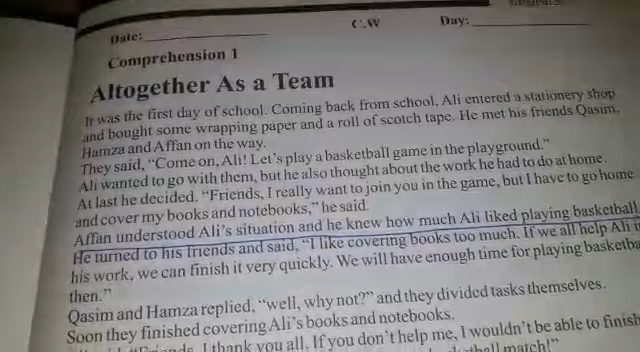 Date:
C.W
Day:
Comprehension 1
Altogether As a Team
It was the first day of school. Coming back from school, Ali entered a stationery shop
and bought some wrapping paper and a roll of scotch tape. He met his friends Qasim,
Hamza and Affan on the way.
They said, “Come on, Ali! Let’s play a basketball game in the playground.”
Ali wanted to go with them, but he also thought about the work he had to do at home.
At last he decided. “Friends, I really want to join you in the game, but I have to go home
and cover my books and notebooks,” he said.
Affan understood Ali’s situation and he knew how much Ali liked playing basketball.
He turned to his friends and said, “I like covering books too much. If we all help Ali
his work, we can finish it very quickly. We will have enough time for playing basketba
then.”
Qasim and Hamza replied, “well, why not?” and they divided tasks themselves.
Soon they finished covering Ali’s books and notebooks.
I thank you all. If you don’t help me, I wouldn’t be able to finish
match!”